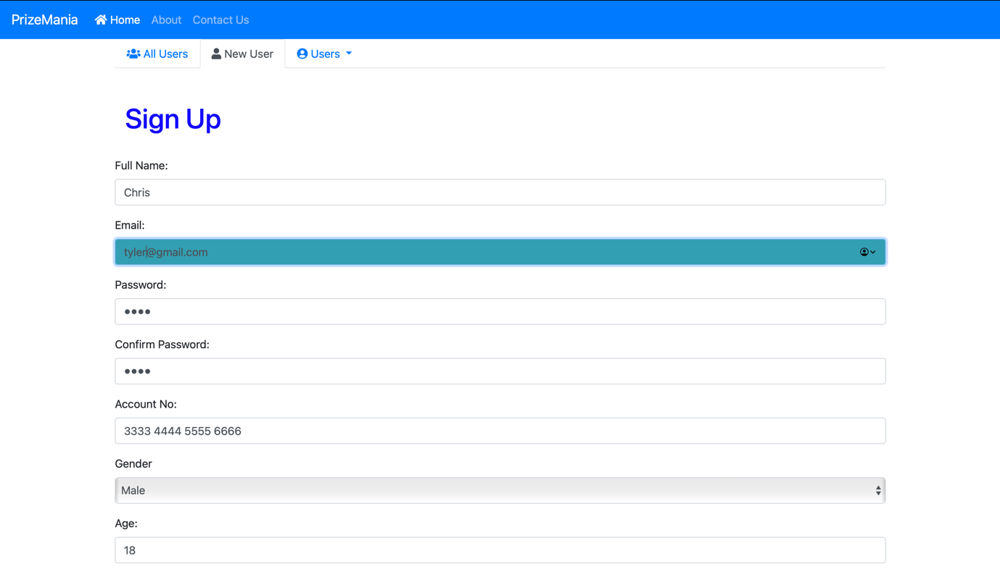 PrizeMania Home About Contact Us
All Users New User Users
Sign Up
Full Name:
Chris
Email:
tyler@gmail.com
Password:
••••
Confirm Password:
••••
Account No:
3333 4444 5555 6666
Gender
Male
Age:
18